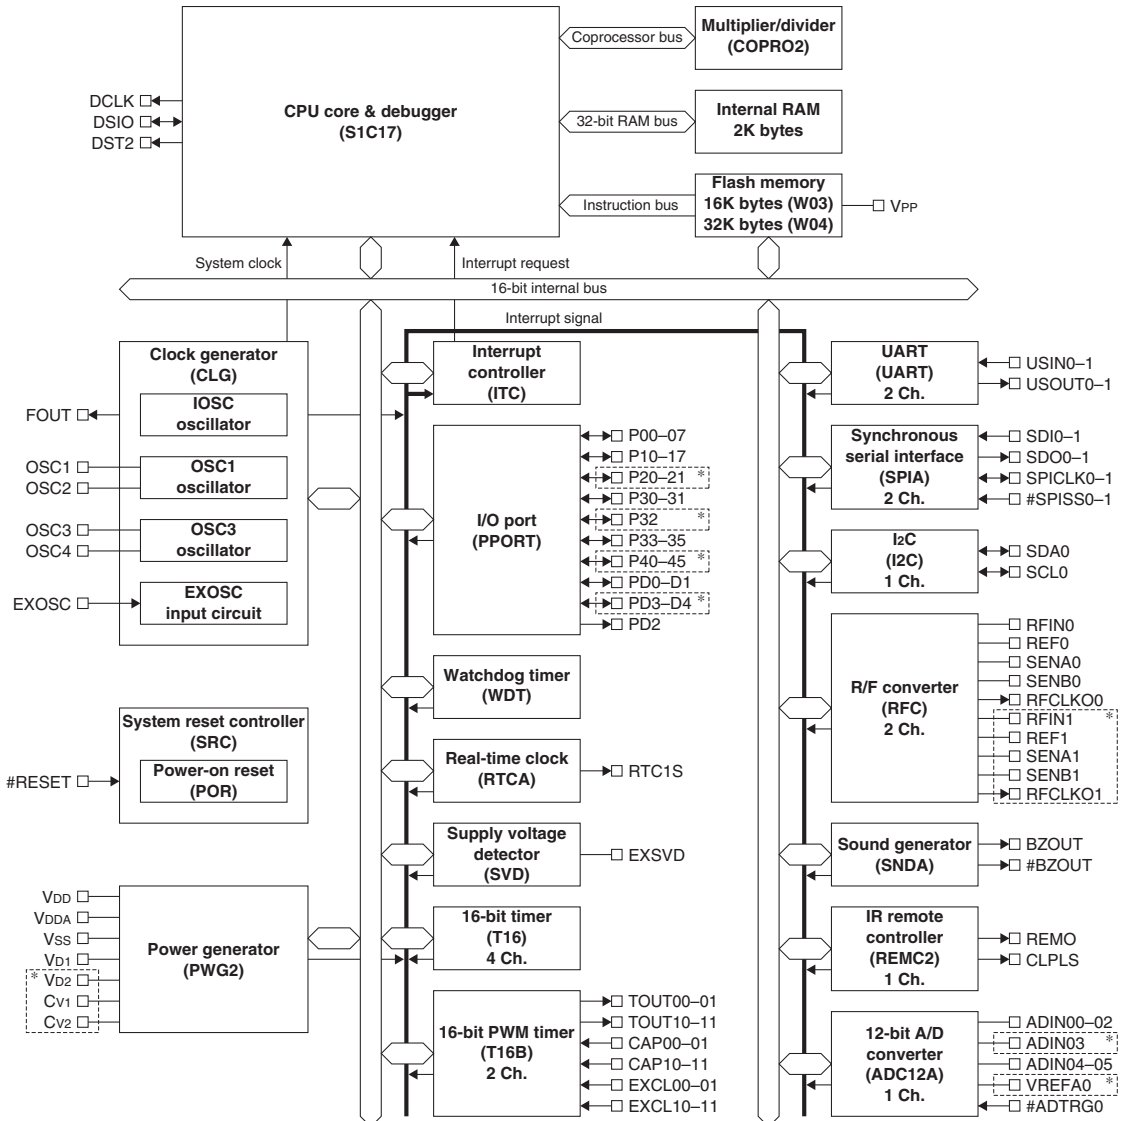 CPU core & debugger
(S1C17)
DCLK
DSIO
DST2
Coprocessor bus
Multiplier/divider
(COPRO2)
32-bit RAM bus
Internal RAM
2K bytes
Instruction bus
Flash memory
16K bytes (W03)
32K bytes (W04)
VPP
System clock
Interrupt request
16-bit internal bus
Interrupt signal
Clock generator
(CLG)
IOSC
oscillator
OSC1
oscillator
OSC3
oscillator
EXOSC
input circuit
FOUT
OSC1
OSC2
OSC3
OSC4
EXOSC
System reset controller
(SRC)
Power-on reset
(POR)
#RESET
Power generator
(PWG2)
VDD
VDDA
VSS
VD1
* VD2
CV1
CV2
Interrupt
controller
(ITC)
I/O port
(PPORT)
P00–07
P10–17
P20–21 *
P30–31
P32 *
P33–35
P40–45 *
PD0–D1
PD3–D4 *
PD2
Watchdog timer
(WDT)
Real-time clock
(RTCA)
RTC1S
Supply voltage
detector
(SVD)
EXSVD
16-bit timer
(T16)
4 Ch.
16-bit PWM timer
(T16B)
2 Ch.
TOUT00–01
TOUT10–11
CAP00–01
CAP10–11
EXCL00–01
EXCL10–11
UART
(UART)
2 Ch.
USIN0–1
USOUT0–1
Synchronous
serial interface
(SPIA)
2 Ch.
SDI0–1
SDO0–1
SPICLK0–1
#SPISS0–1
I2C
(I2C)
1 Ch.
SDA0
SCL0
R/F converter
(RFC)
2 Ch.
RFIN0
REF0
SENA0
SENB0
RFCLKO0
RFIN1 *
REF1
SENA1
SENB1
RFCLKO1
Sound generator
(SNDA)
BZOUT
#BZOUT
IR remote
controller
(REMC2)
1 Ch.
REMO
CLPLS
12-bit A/D
converter
(ADC12A)
1 Ch.
ADIN00–02
ADIN03 *
ADIN04–05
VREFA0 *
#ADTRG0